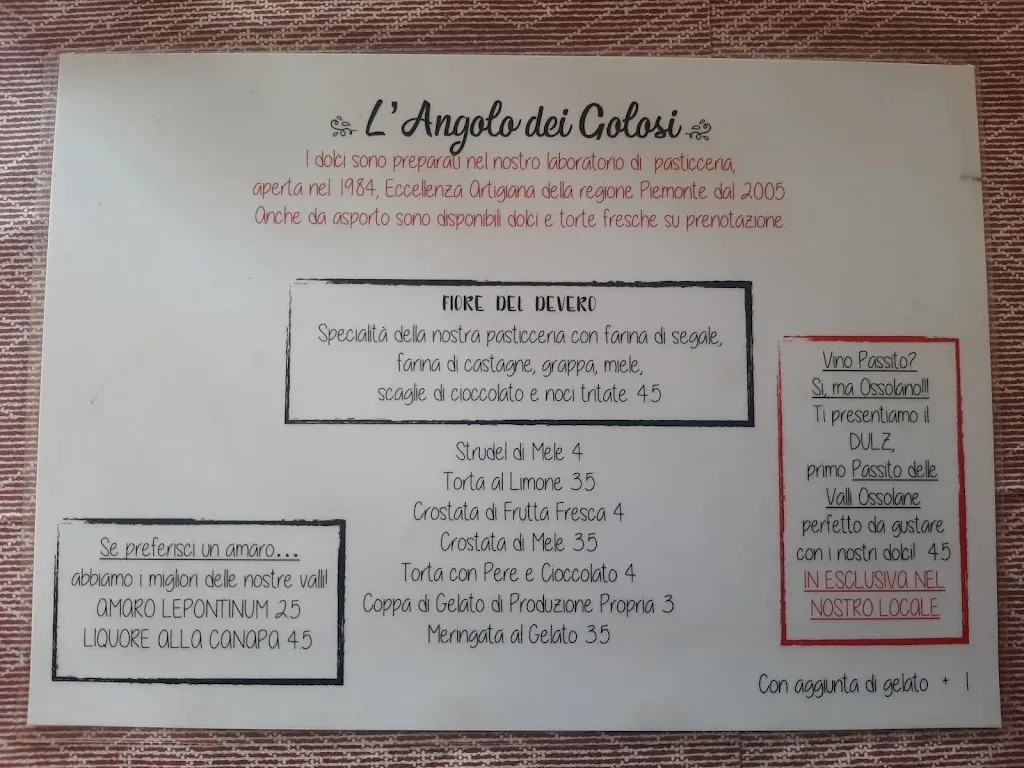 L'Angolo dei Golosi
I dolci sono preparati nel nostro laboratorio di pasticceria,
aperta nel 1984, Eccellenza Artigiana della regione Piemonte dal 2005
Anche da asporto sono disponibili dolci e torte fresche su prenotazione
FIORE DEL DEVERO
Specialità della nostra pasticceria con farina di segale,
farina di castagne, grappa, miele,
scaglie di cioccolato e noci tritate 4.5
Strudel di Mele 4
Torta al Limone 3.5
Crostata di Frutta Fresca 4
Crostata di Mele 3.5
Torta con Pere e Cioccolato 4
Coppa di Gelato di Produzione Propria 3
Meringata al Gelato 3.5
Se preferisci un amaro...
abbiamo i migliori delle nostre valli!
AMARO LEPONTINUM 2.5
LIQUORE ALLA CANAPA 4.5
Vino Passito?
Si, ma Ossolano!!!
Ti presentiamo il
DULZ,
primo Passito delle
Valli Ossolane
perfetto da gustare
con i nostri dolci! 4.5
IN ESCLUSIVA NEL
NOSTRO LOCALE
Con aggiunta di gelato + 1